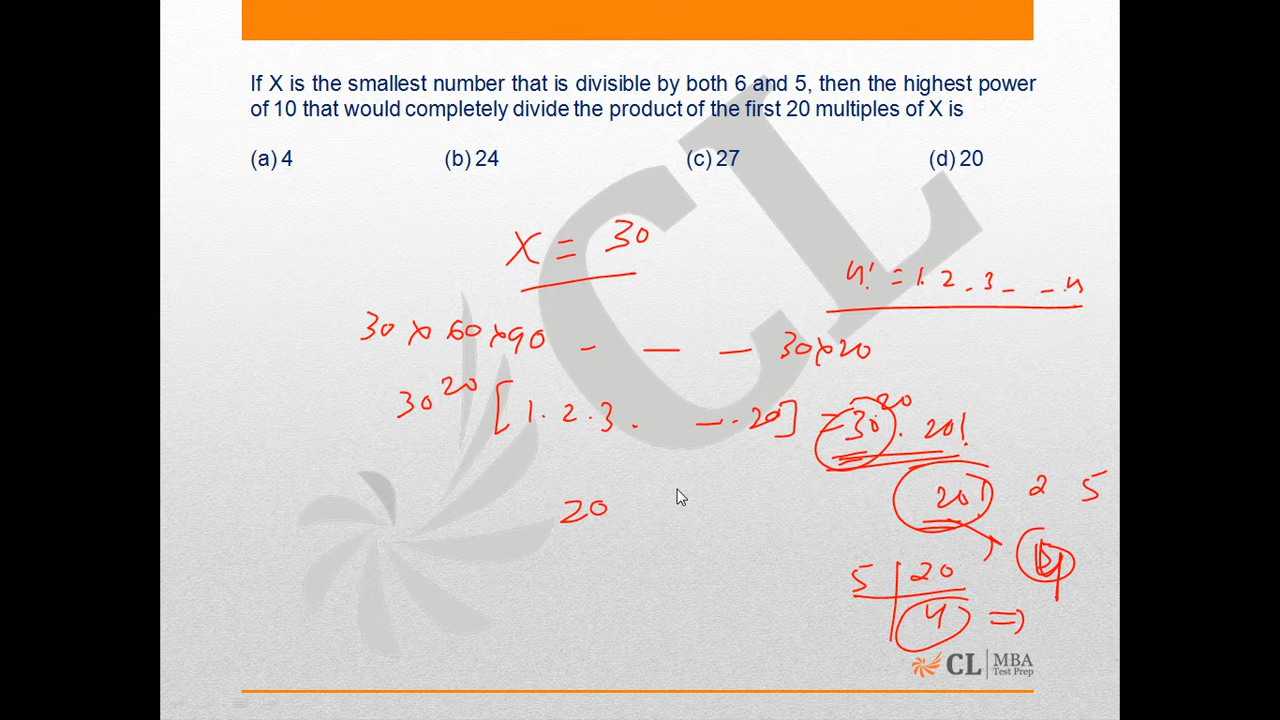 If X is the smallest number that is divisible by both 6 and 5, then the highest power
of 10 that would completely divide the product of the first 20 multiples of X is
(a) 4 (b) 24 (c) 27 (d) 20
X = 30
n! = 1. 2 - 3 - - .n
30 x 60 x 90 - — — 30x20
30^20 [1. 2. 3. —. 20] = 30^20 . 20!
20! 2 5
20
4
5 | 20
4 ⇒
CL MBA
Test Prep
CL